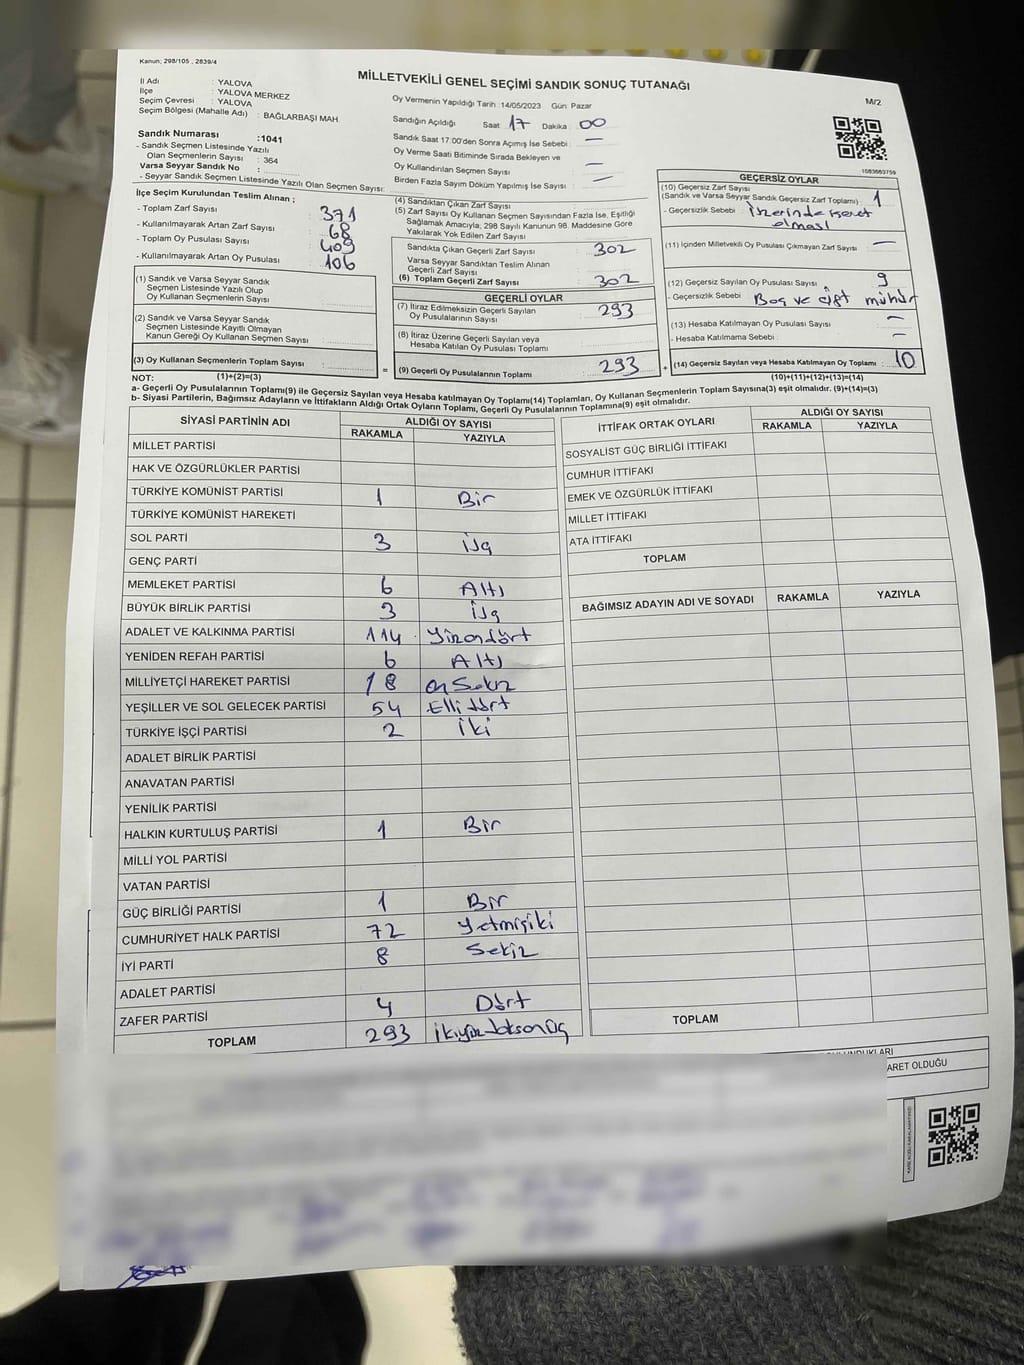 Kanun; 298/105 , 2839/4
MİLLETVEKİLİ GENEL SEÇİMİ SANDIK SONUÇ TUTANAĞI
M/2
İl Adı : YALOVA
İlçe : YALOVA MERKEZ
Seçim Çevresi : YALOVA
Seçim Bölgesi (Mahalle Adı) : BAĞLARBAŞI MAH
Sandık Numarası :1041
- Sandık Seçmen Listesinde Yazılı
Olan Seçmenlerin Sayısı : 364
Varsa Seyyar Sandık No :
- Seyyar Sandık Seçmen Listesinde Yazılı Olan Seçmen Sayısı:
Oy Vermenin Yapıldığı Tarih :14/05/2023 Gün: Pazar
Sandığın Açıldığı Saat 17 Dakika : 00
Sandık Saat 17:00'den Sonra Açımış İse Sebebi : —
Oy Verme Saati Bitiminde Sırada Bekleyen ve
Oy Kullandırılan Seçmen Sayısı : —
Birden Fazla Sayım Döküm Yapılmış İse Sayısı : —
1083683759
İlçe Seçim Kurulundan Teslim Alınan ;
- Toplam Zarf Sayısı : 371
- Kullanılmayarak Artan Zarf Sayısı : 68
- Toplam Oy Pusulası Sayısı : 409
- Kullanılmayarak Artan Oy Pusulası : 106
(1) Sandık ve Varsa Seyyar Sandık
Seçmen Listesinde Yazılı Olup
Oy Kullanan Seçmenlerin Sayısı :
(2) Sandık ve Varsa Seyyar Sandık
Seçmen Listesinde Kayıtlı Olmayan
Kanun Gereği Oy Kullanan Seçmen Sayısı :
(3) Oy Kullanan Seçmenlerin Toplam Sayısı :
(4) Sandıktan Çıkan Zarf Sayısı :
(5) Zarf Sayısı Oy Kullanan Seçmen Sayısından Fazla İse, Eşitliği
Sağlamak Amacıyla, 298 Sayılı Kanunun 98. Maddesine Göre
Yakılarak Yok Edilen Zarf Sayısı :
Sandıkta Çıkan Geçerli Zarf Sayısı : 302
Varsa Seyyar Sandıktan Teslim Alınan
Geçerli Zarf Sayısı :
(6) Toplam Geçerli Zarf Sayısı : 302
GEÇERLİ OYLAR
(7) İtiraz Edilmeksizin Geçerli Sayılan
Oy Pusulalarının Sayısı : 293
(8) İtiraz Üzerine Geçerli Sayılan veya
Hesaba Katılan Oy Pusulası Toplamı :
= (9) Geçerli Oy Pusulalarının Toplamı : 293
GEÇERSİZ OYLAR
(10) Geçersiz Zarf Sayısı
(Sandık ve Varsa Seyyar Sandık Geçersiz Zarf Toplamı) : 1
- Geçersizlik Sebebi : üzerinde işaret
olması
(11) İçinden Milletvekili Oy Pusulası Çıkmayan Zarf Sayısı : —
(12) Geçersiz Sayılan Oy Pusulası Sayısı : 9
- Geçersizlik Sebebi : Boş ve çift mühür
(13) Hesaba Katılmayan Oy Pusulası Sayısı : —
- Hesaba Katılmama Sebebi : —
+ (14) Geçersiz Sayılan veya Hesaba Katılmayan Oy Toplamı : 10
NOT: (1)+(2)=(3) (10)+(11)+(12)+(13)=(14)
a- Geçerli Oy Pusulalarının Toplamı(9) ile Geçersiz Sayılan veya Hesaba katılmayan Oy Toplamı(14) Toplamları, Oy Kullanan Seçmenlerin Toplam Sayısına(3) eşit olmalıdır. (9)+(14)=(3)
b- Siyasi Partilerin, Bağımsız Adayların ve İttifakların Aldığı Ortak Oyların Toplamı, Geçerli Oy Pusulalarının Toplamına(9) eşit olmalıdır.
SİYASİ PARTİNİN ADI ALDIĞI OY SAYISI
RAKAMLA YAZIYLA
MİLLET PARTİSİ
HAK VE ÖZGÜRLÜKLER PARTİSİ
TÜRKİYE KOMÜNİST PARTİSİ 1 Bir
TÜRKİYE KOMÜNİST HAREKETİ
SOL PARTİ 3 üç
GENÇ PARTİ
MEMLEKET PARTİSİ 6 Altı
BÜYÜK BİRLİK PARTİSİ 3 üç
ADALET VE KALKINMA PARTİSİ 114 Yüzondört
YENİDEN REFAH PARTİSİ 6 Altı
MİLLİYETÇİ HAREKET PARTİSİ 18 on Sekiz
YEŞİLLER VE SOL GELECEK PARTİSİ 54 Elli dört
TÜRKİYE İŞÇİ PARTİSİ 2 İki
ADALET BİRLİK PARTİSİ
ANAVATAN PARTİSİ
YENİLİK PARTİSİ
HALKIN KURTULUŞ PARTİSİ 1 Bir
MİLLİ YOL PARTİSİ
VATAN PARTİSİ
GÜÇ BİRLİĞİ PARTİSİ 1 Bir
CUMHURİYET HALK PARTİSİ 72 Yetmişiki
İYİ PARTİ 8 Sekiz
ADALET PARTİSİ
ZAFER PARTİSİ 4 Dört
TOPLAM 293 ikiyüzdoksanüç
İTTİFAK ORTAK OYLARI ALDIĞI OY SAYISI
RAKAMLA YAZIYLA
SOSYALİST GÜÇ BİRLİĞİ İTTİFAKI
CUMHUR İTTİFAKI
EMEK VE ÖZGÜRLÜK İTTİFAKI
MİLLET İTTİFAKI
ATA İTTİFAKI
TOPLAM
BAĞIMSIZ ADAYIN ADI VE SOYADI RAKAMLA YAZIYLA
TOPLAM
ARET OLDUĞU